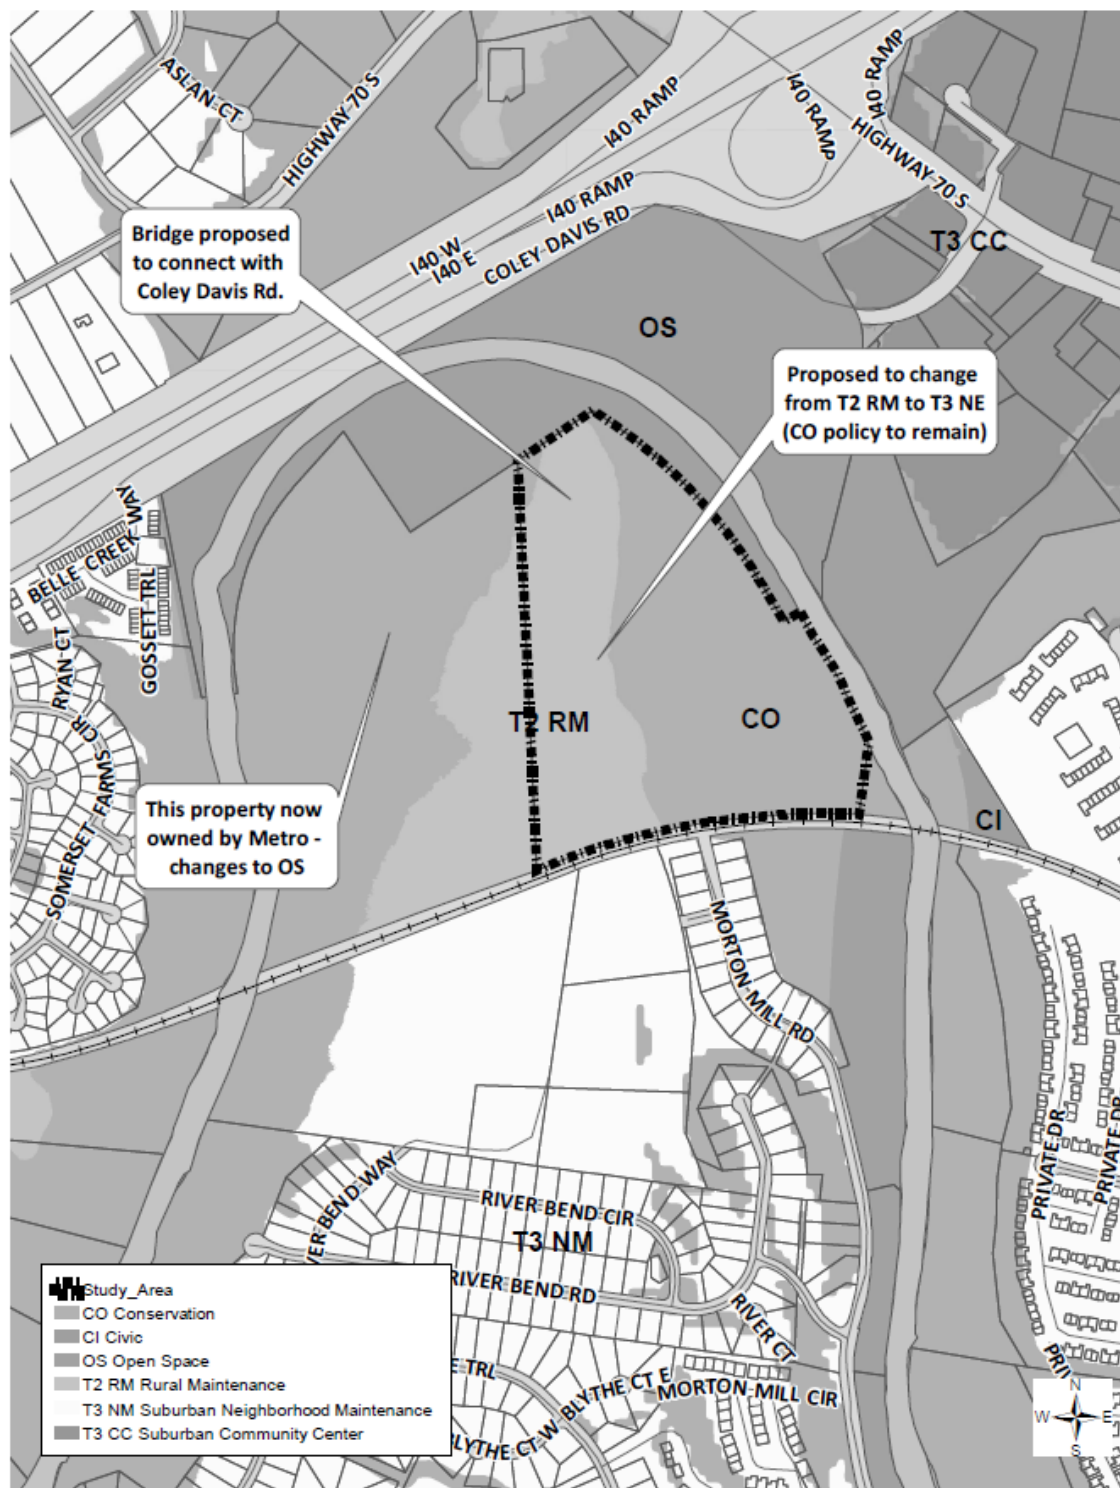 ASLAN CT
HIGHWAY 70 S
I40 RAMP
I40 RAMP
I40 RAMP
HIGHWAY 70 S
I40 RAMP
I40 W
I40 E
COLEY DAVIS RD
T3 CC
Bridge proposed
to connect with
Coley Davis Rd.
OS
Proposed to change
from T2 RM to T3 NE
(CO policy to remain)
BELLE CREEK WAY
GOSSETT TRL
RYAN CT
SOMERSET FARMS CIR
T2 RM
CO
This property now
owned by Metro -
changes to OS
CI
MORTON MILL RD
PRIVATE DR
PRIVATE DR
RIVER BEND CIR
VER BEND WAY
T3 NM
RIVER BEND RD
RIVER CT
E TRL
BLYTHE CT E
MORTON MILL CIR
LYTHE CT W
PRI
Study_Area
CO Conservation
CI Civic
OS Open Space
T2 RM Rural Maintenance
T3 NM Suburban Neighborhood Maintenance
T3 CC Suburban Community Center
N
W E
S